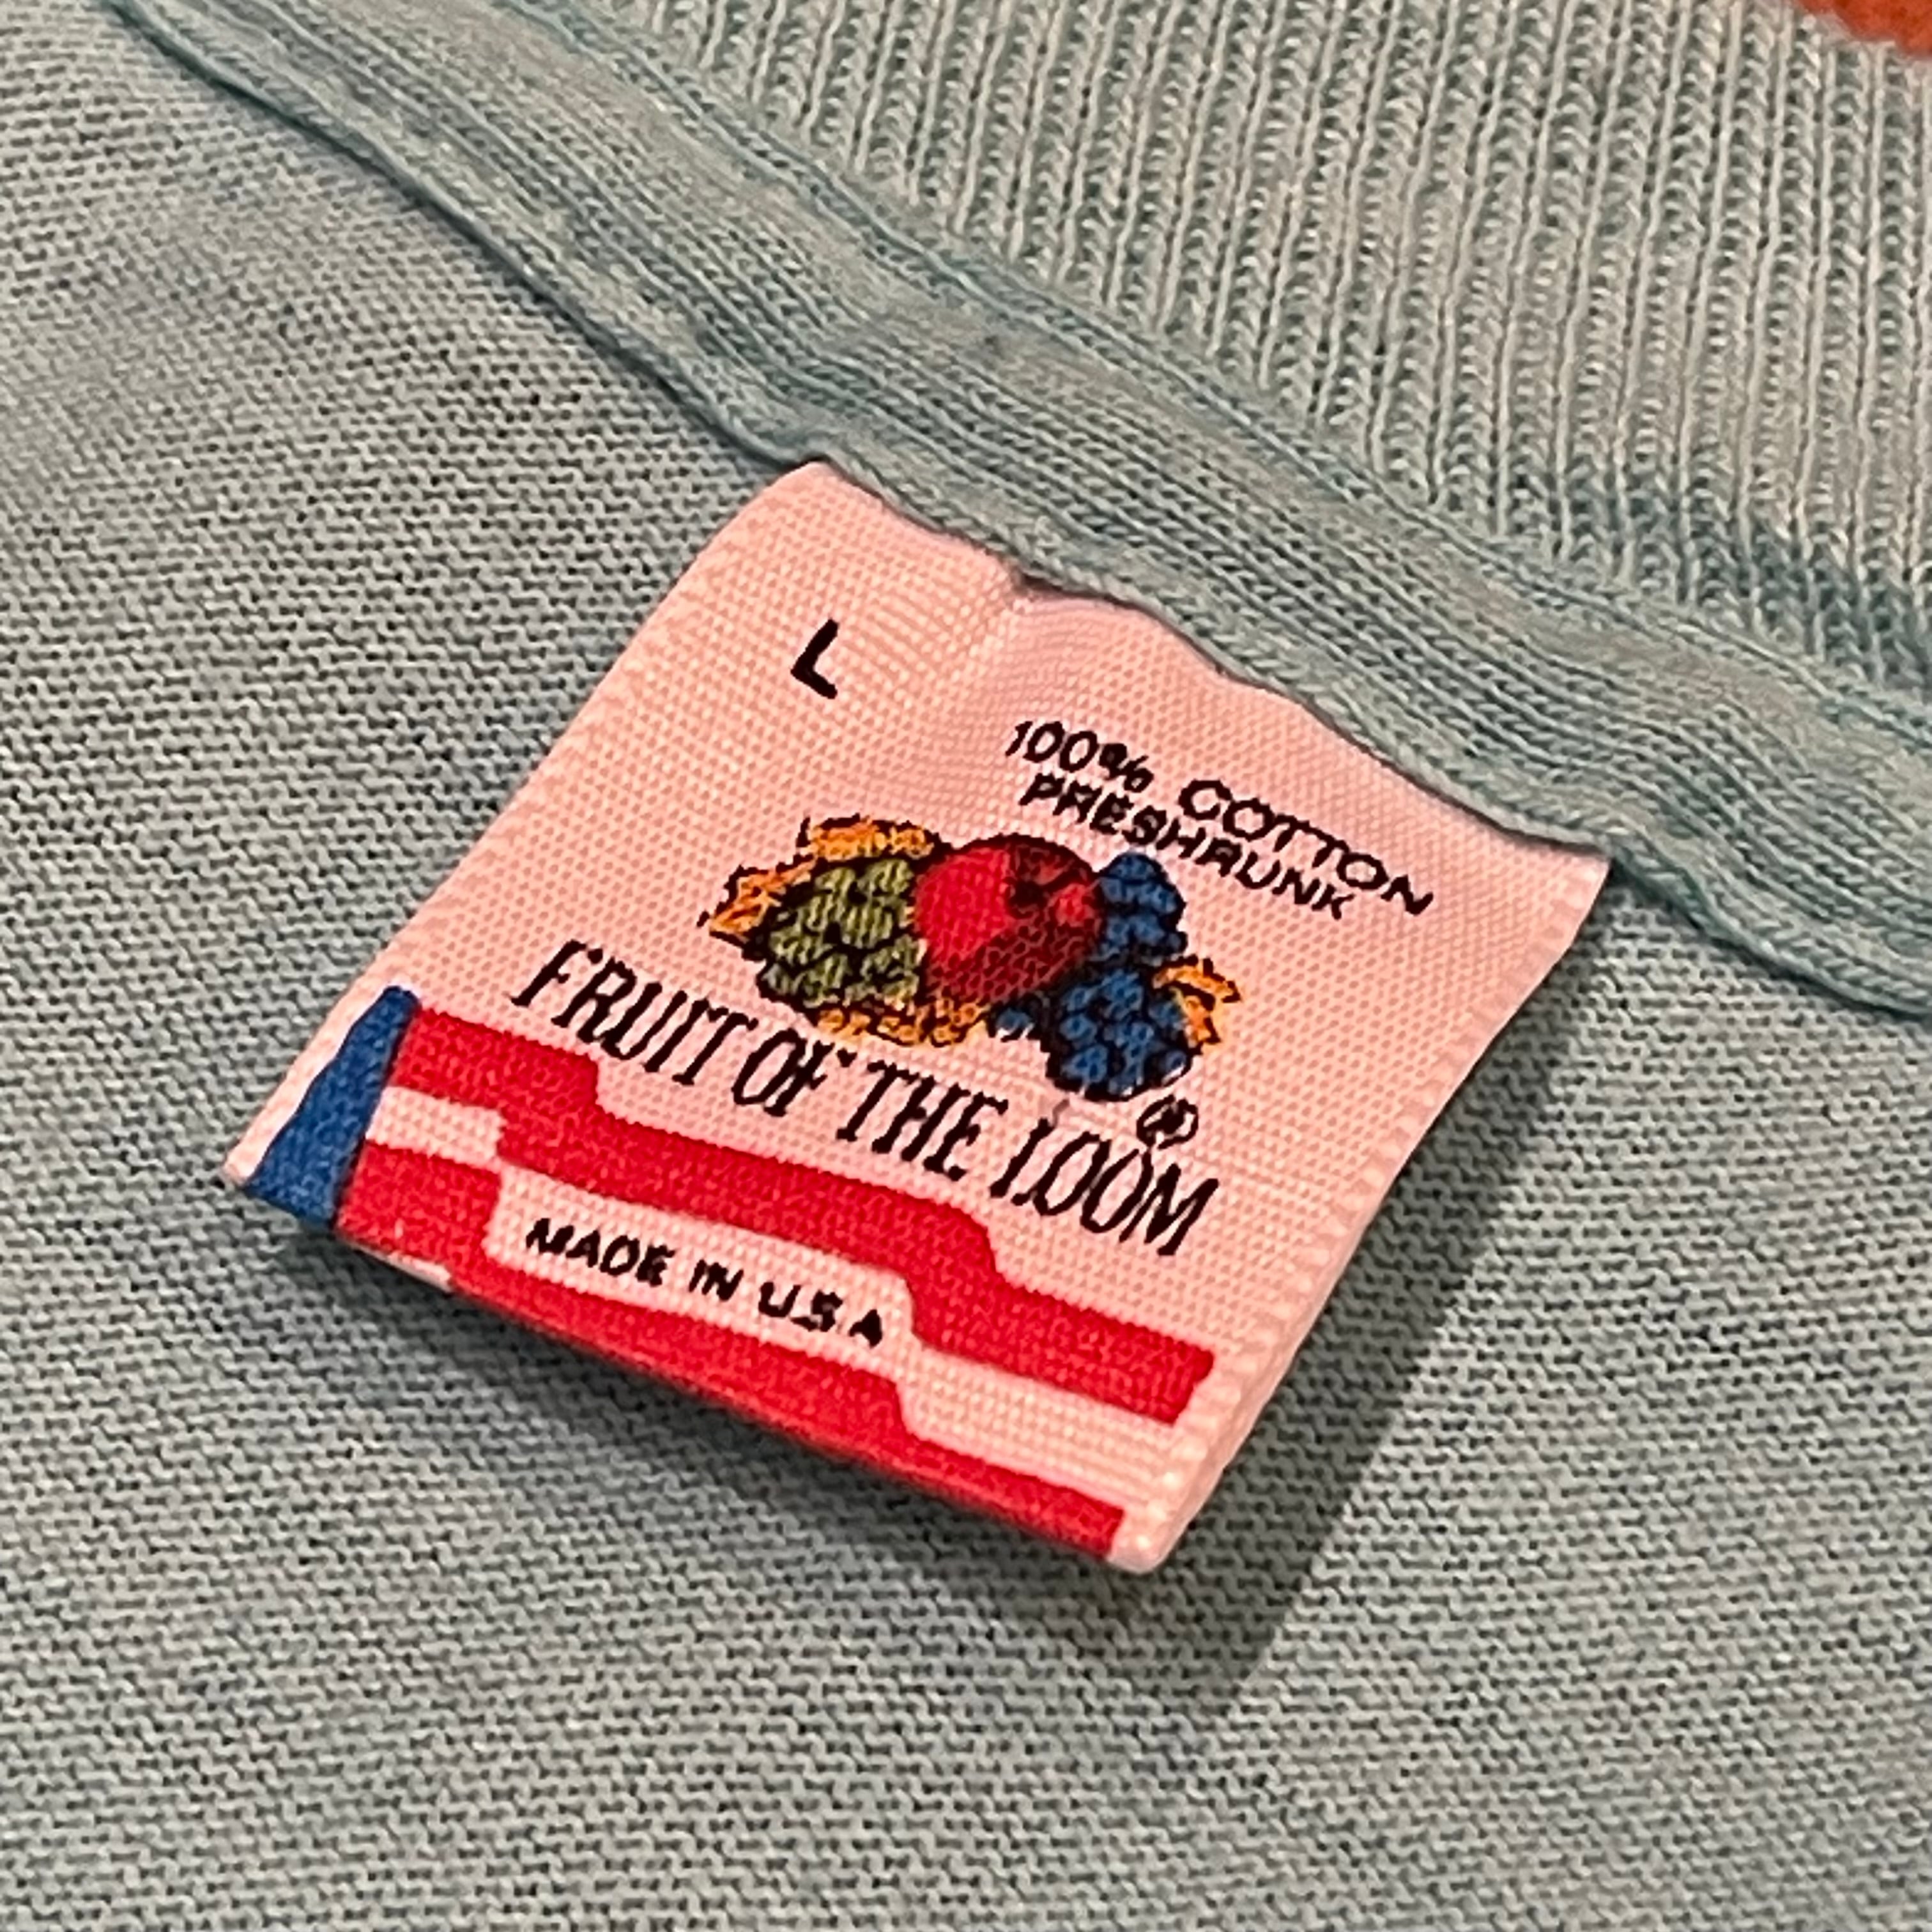 L
100% COTTON
PRESHRUNK
FRUIT OF THE LOOM®
MADE IN U.S.A